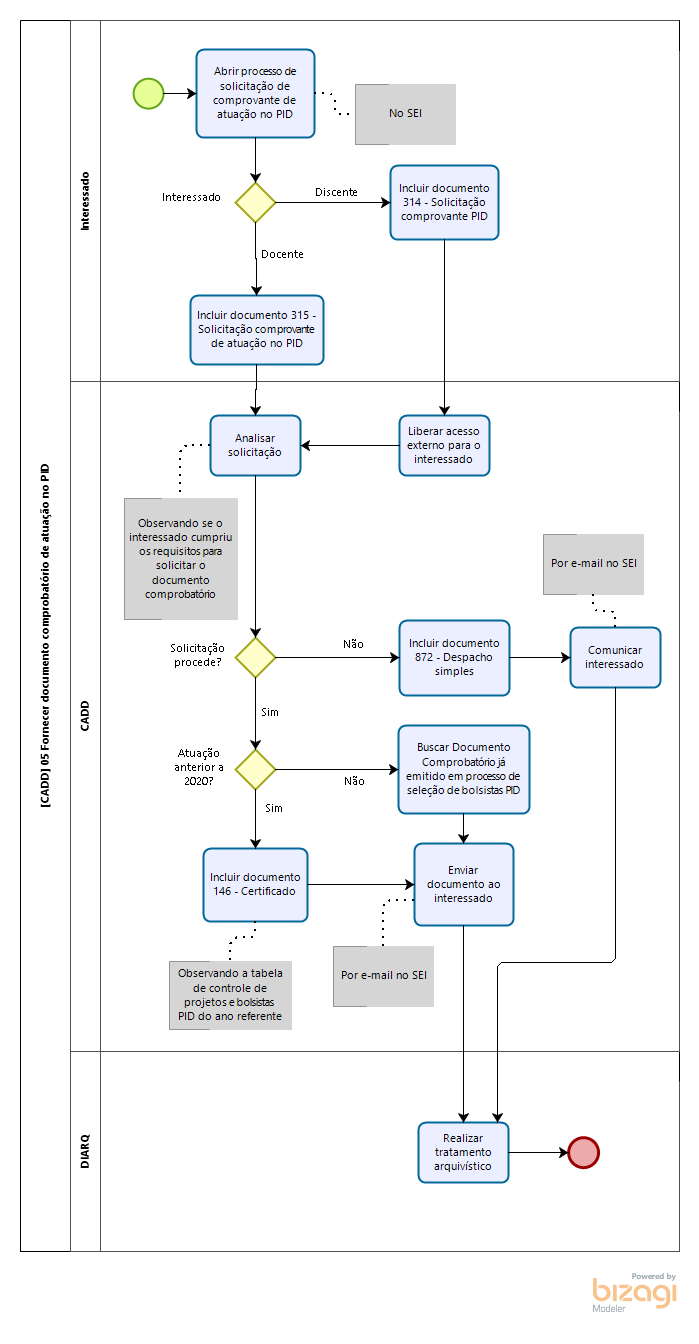 [CADD] 05 Fornecer documento comprobatório de atuação no PID
Interessado
Abrir processo de
solicitação de
comprovante de
atuação no PID
No SEI
Interessado
Discente
Incluir documento
314 - Solicitação
comprovante PID
Docente
Incluir documento 315 -
Solicitação comprovante
de atuação no PID
CADD
Analisar
solicitação
Liberar acesso
externo para o
interessado
Observando se o
interessado cumpriu
os requisitos para
solicitar o
documento
comprobatório
Por e-mail no SEI
Solicitação
procede?
Não
Incluir documento
872 - Despacho
simples
Comunicar
interessado
Sim
Atuação
anterior a
2020?
Não
Buscar Documento
Comprobatório já
emitido em processo de
seleção de bolsistas PID
Sim
Incluir documento
146 - Certificado
Enviar
documento ao
interessado
Observando a tabela
de controle de
projetos e bolsistas
PID do ano referente
Por e-mail no SEI
DIARQ
Realizar
tratamento
arquivístico
Powered by
bizagi
Modeler